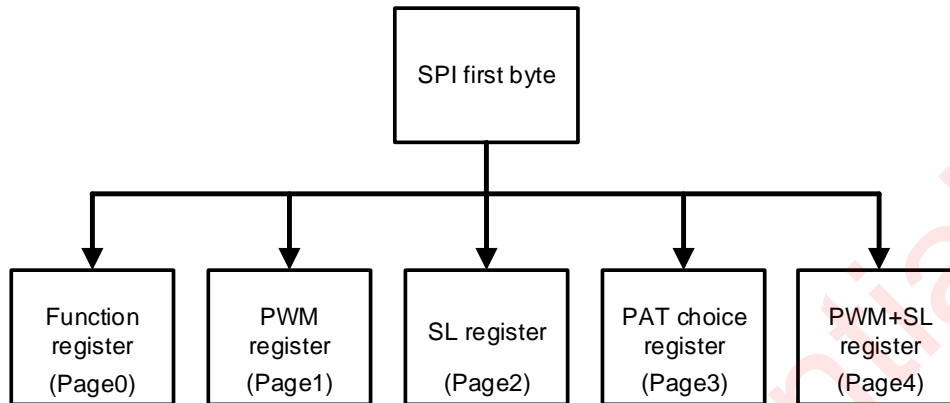 SPI first byte
Function
register
(Page0)
PWM
register
(Page1)
SL register
(Page2)
PAT choice
register
(Page3)
PWM+SL
register
(Page4)